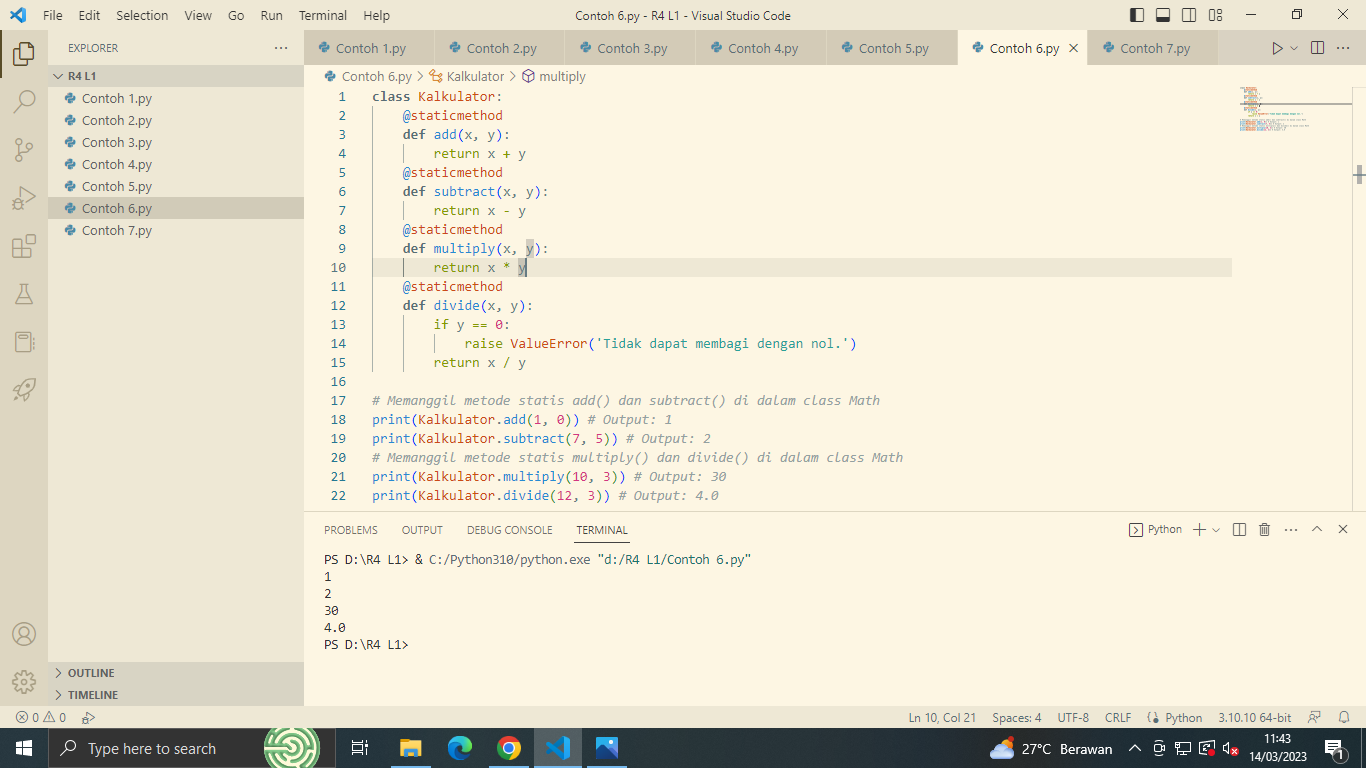 File Edit Selection View Go Run Terminal Help
Contoh 6.py - R4 L1 - Visual Studio Code
EXPLORER
R4 L1
Contoh 1.py
Contoh 2.py
Contoh 3.py
Contoh 4.py
Contoh 5.py
Contoh 6.py
Contoh 7.py
OUTLINE
TIMELINE
Contoh 1.py Contoh 2.py Contoh 3.py Contoh 4.py Contoh 5.py Contoh 6.py Contoh 7.py
Contoh 6.py > Kalkulator > multiply
1 class Kalkulator:
2     @staticmethod
3     def add(x, y):
4         return x + y
5     @staticmethod
6     def subtract(x, y):
7         return x - y
8     @staticmethod
9     def multiply(x, y):
10         return x * y
11     @staticmethod
12     def divide(x, y):
13         if y == 0:
14             raise ValueError('Tidak dapat membagi dengan nol.')
15         return x / y
16
17 # Memanggil metode statis add() dan subtract() di dalam class Math
18 print(Kalkulator.add(1, 0)) # Output: 1
19 print(Kalkulator.subtract(7, 5)) # Output: 2
20 # Memanggil metode statis multiply() dan divide() di dalam class Math
21 print(Kalkulator.multiply(10, 3)) # Output: 30
22 print(Kalkulator.divide(12, 3)) # Output: 4.0
PROBLEMS OUTPUT DEBUG CONSOLE TERMINAL
Python
PS D:\R4 L1> & C:/Python310/python.exe "d:/R4 L1/Contoh 6.py"
1
2
30
4.0
PS D:\R4 L1>
0 0
Ln 10, Col 21 Spaces: 4 UTF-8 CRLF Python 3.10.10 64-bit
Type here to search
27°C Berawan
11:43
14/03/2023
1